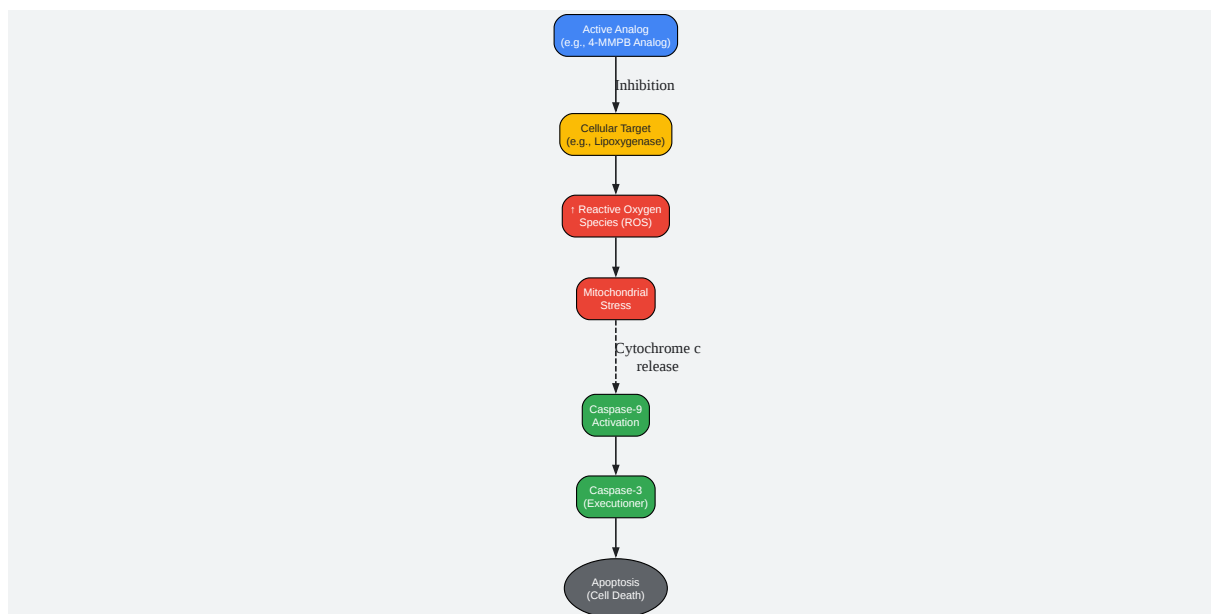 Active Analog
(e.g., 4-MMPB Analog)
Inhibition
Cellular Target
(e.g., Lipoxygenase)
↑ Reactive Oxygen
Species (ROS)
Mitochondrial
Stress
Cytochrome c
release
Caspase-9
Activation
Caspase-3
(Executioner)
Apoptosis
(Cell Death)